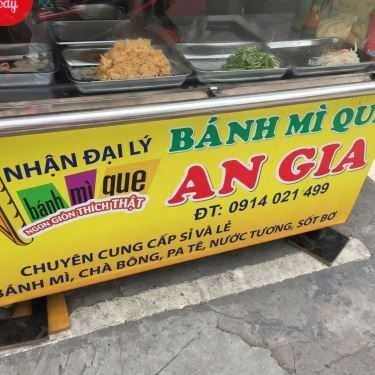 NHẬN ĐẠI LÝ
BÁNH MÌ QUE
bánh mì que
NGON GIÒN THÍCH THẬT
AN GIA
ĐT: 0914 021 499
CHUYÊN CUNG CẤP SỈ VÀ LẺ
BÁNH MÌ, CHÀ BÔNG, PA TÊ, NƯỚC TƯƠNG, SỐT BƠ